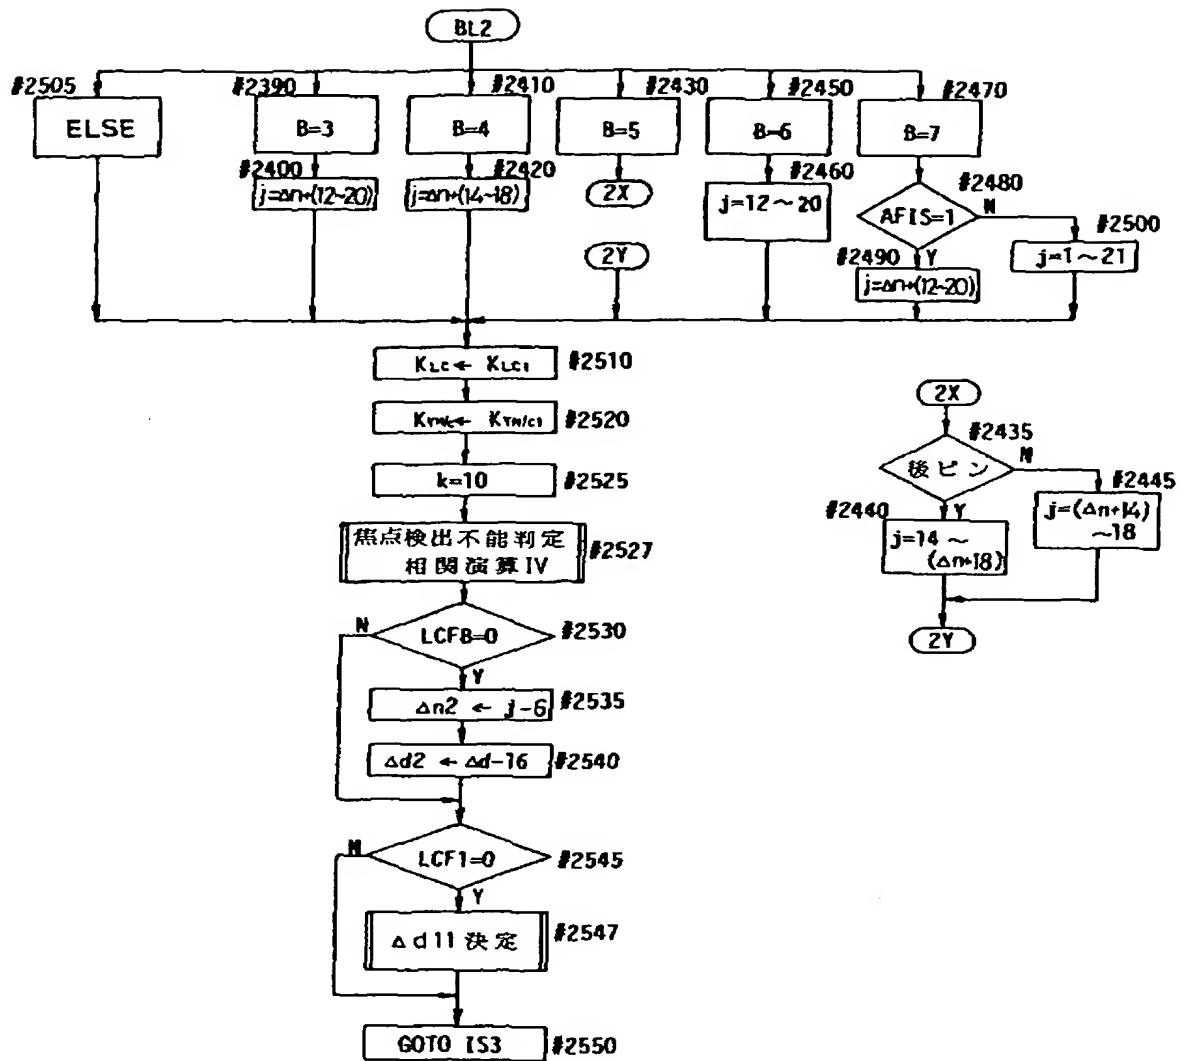 BL2
#2505
ELSE
#2390
B=3
#2400
j=Δn+(12~20)
#2410
B=4
#2420
j=Δn+(14~18)
#2430
B=5
2X
2Y
#2450
B=6
#2460
j=12~20
#2470
B=7
#2480
AFIS=1
N
Y
#2490
j=Δn+(12~20)
#2500
j=1~21
KLC← KLC1
#2510
KYM/C← KYM/C1
#2520
k=10
#2525
焦点検出不能判定
相関演算IV
#2527
LCFB=0
#2530
N
Y
Δn2 ← j-6
#2535
Δd2 ← Δd-16
#2540
LCF1=0
#2545
N
Y
Δd11 決定
#2547
GOTO IS3
#2550
2X
#2435
後ピン
N
Y
#2440
j=14~
(Δn+18)
#2445
j=(Δn+14)
~18
2Y